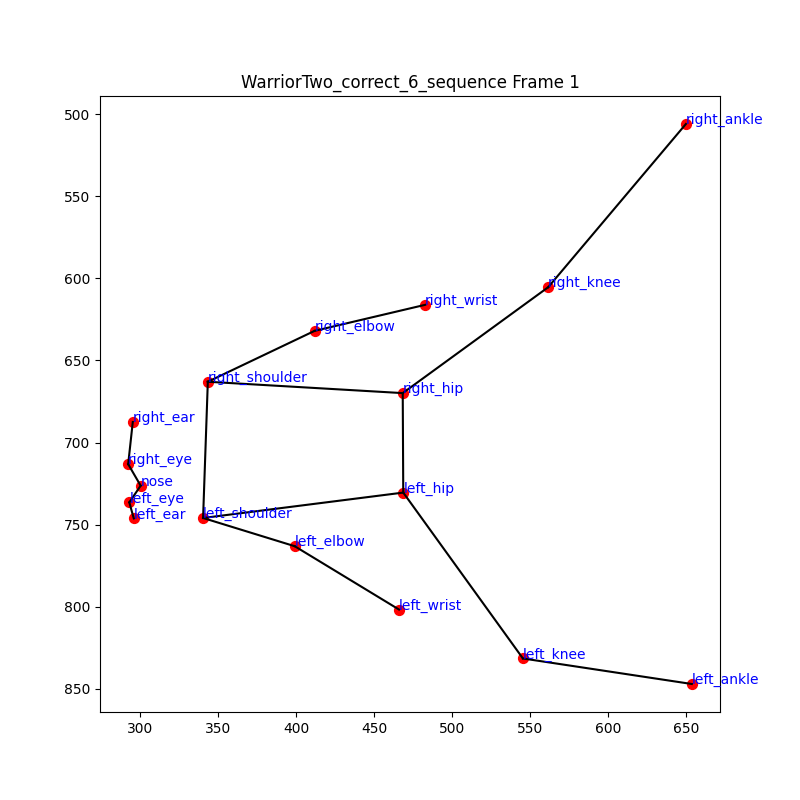 WarriorTwo_correct_6_sequence Frame 1
500
right_ankle
550
600
right_knee
right_wrist
right_elbow
650
right_shoulder
right_hip
right_ear
700
right_eye
nose
left_hip
left_eye
left_ear
left_shoulder
750
left_elbow
800
left_wrist
left_knee
left_ankle
850
300 350 400 450 500 550 600 650